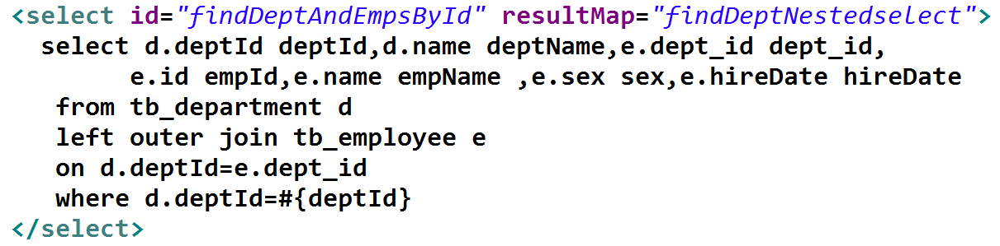 <select id="findDeptAndEmpsById" resultMap="findDeptNestedselect">
select d.deptId deptId,d.name deptName,e.dept_id dept_id,
e.id empId,e.name empName ,e.sex sex,e.hireDate hireDate
from tb_department d
left outer join tb_employee e
on d.deptId=e.dept_id
where d.deptId=#{deptId}
</select>